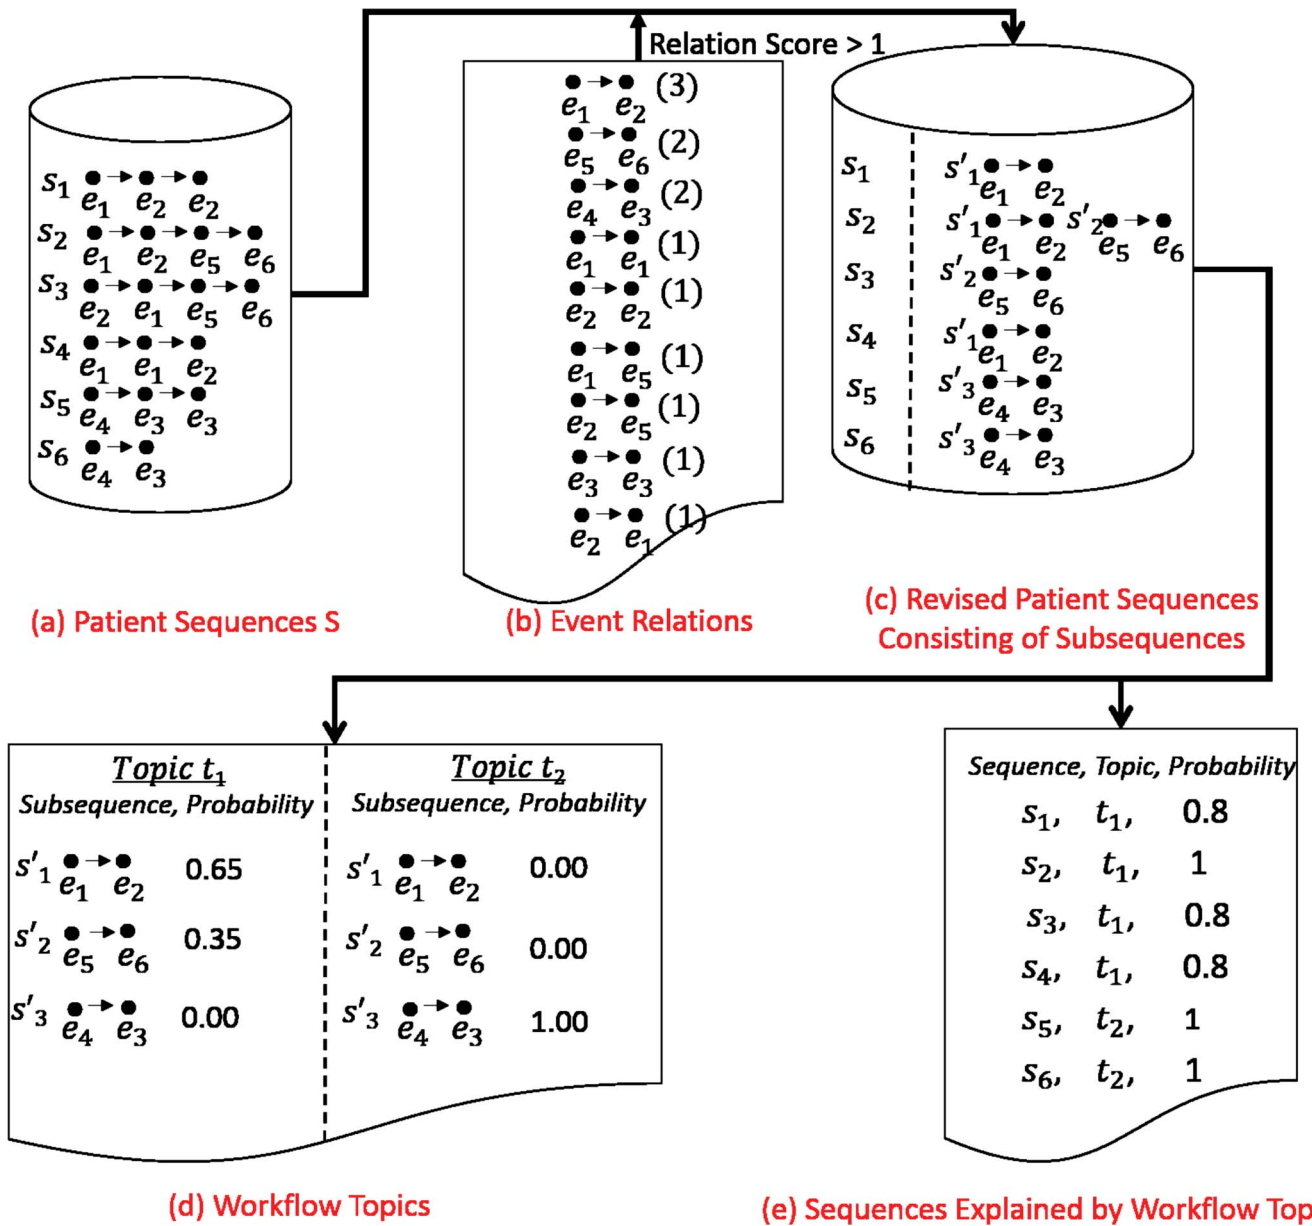 Relation Score > 1
s₁ e₁ e₂ e₂
s₂ e₁ e₂ e₅ e₆
s₃ e₂ e₁ e₅ e₆
s₄ e₁ e₁ e₂
s₅ e₄ e₃ e₃
s₆ e₄ e₃
(a) Patient Sequences S
e₁ e₂ (3)
e₅ e₆ (2)
e₄ e₃ (2)
e₁ e₁ (1)
e₂ e₂ (1)
e₁ e₅ (1)
e₂ e₅ (1)
e₃ e₃ (1)
e₂ e₁ (1)
(b) Event Relations
s₁ s'₁ e₁ e₂
s₂ s'₁ e₁ e₂ s'₂ e₅ e₆
s₃ s'₂ e₅ e₆
s₄ s'₁ e₁ e₂
s₅ s'₃ e₄ e₃
s₆ s'₃ e₄ e₃
(c) Revised Patient Sequences
Consisting of Subsequences
Topic t₁
Subsequence, Probability
s'₁ e₁ e₂ 0.65
s'₂ e₅ e₆ 0.35
s'₃ e₄ e₃ 0.00
Topic t₂
Subsequence, Probability
s'₁ e₁ e₂ 0.00
s'₂ e₅ e₆ 0.00
s'₃ e₄ e₃ 1.00
(d) Workflow Topics
Sequence, Topic, Probability
s₁, t₁, 0.8
s₂, t₁, 1
s₃, t₁, 0.8
s₄, t₁, 0.8
s₅, t₂, 1
s₆, t₂, 1
(e) Sequences Explained by Workflow Top